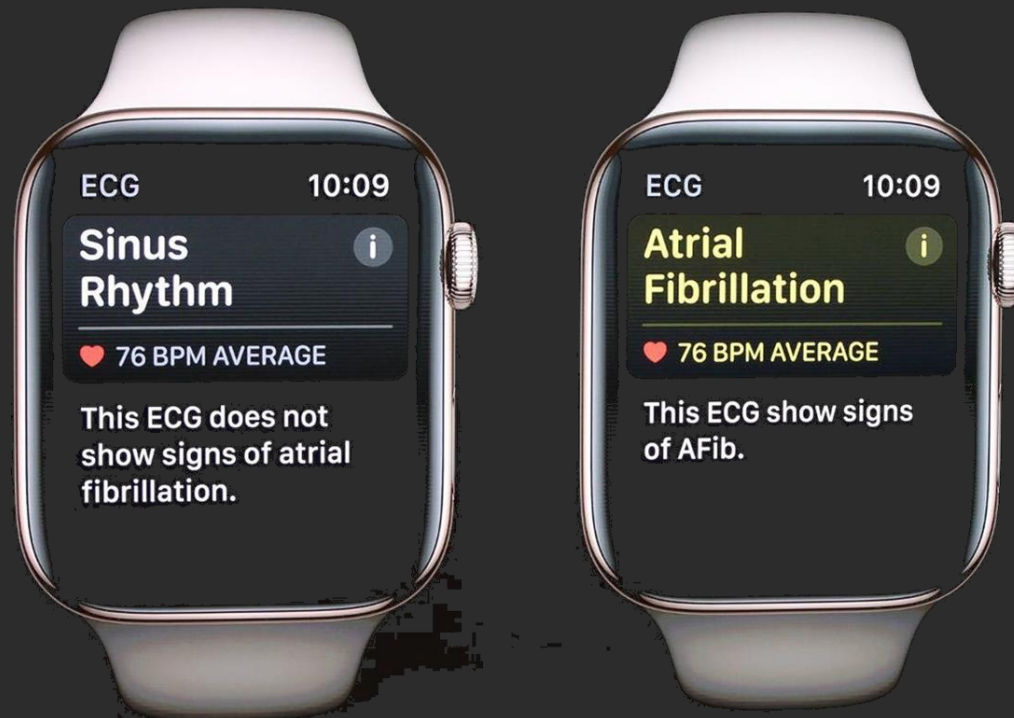 ECG 10:09
Sinus
Rhythm
76 BPM AVERAGE
This ECG does not
show signs of atrial
fibrillation.
ECG 10:09
Atrial
Fibrillation
76 BPM AVERAGE
This ECG show signs
of AFib.